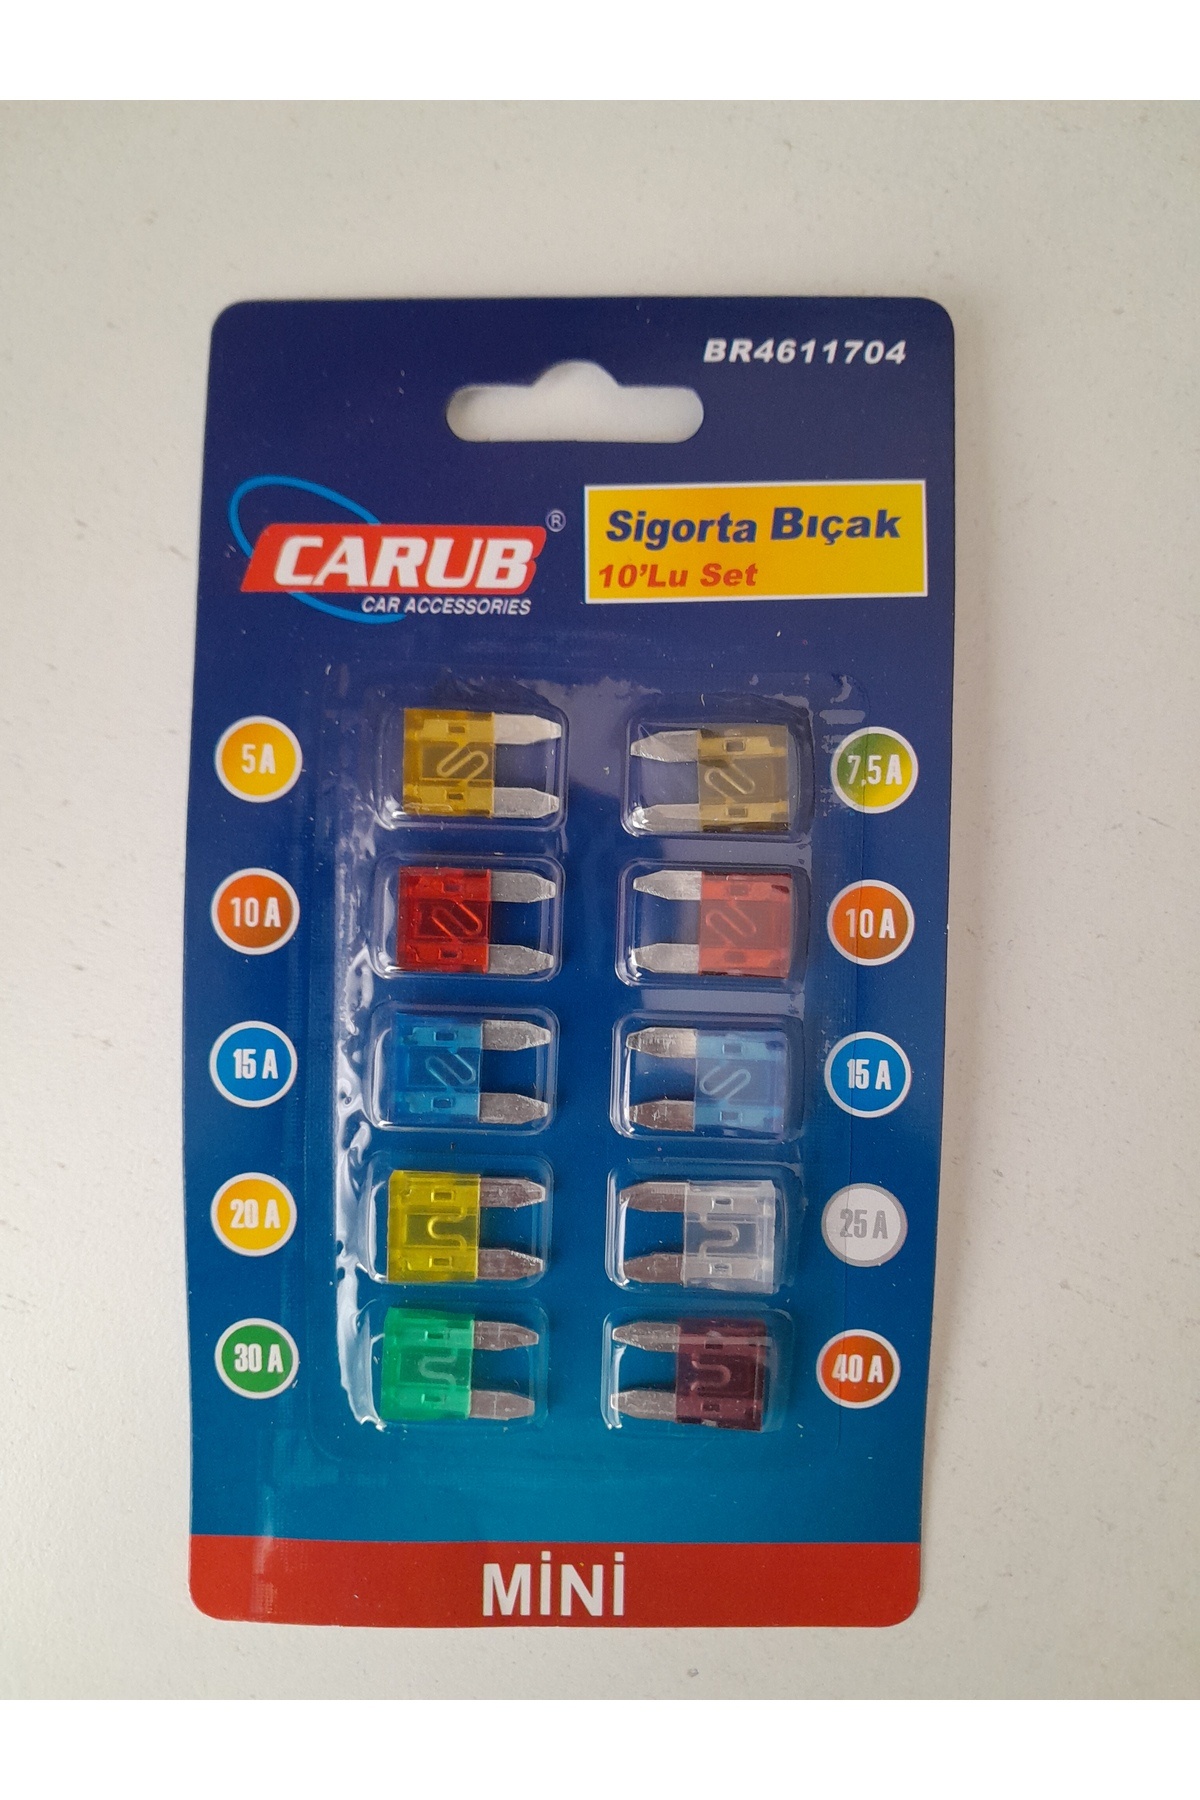 BR4611704
CARUB®
CAR ACCESSORIES
Sigorta Bıçak
10'Lu Set
5A
7,5A
10A
10A
15A
15A
20A
25A
30A
40A
MİNİ